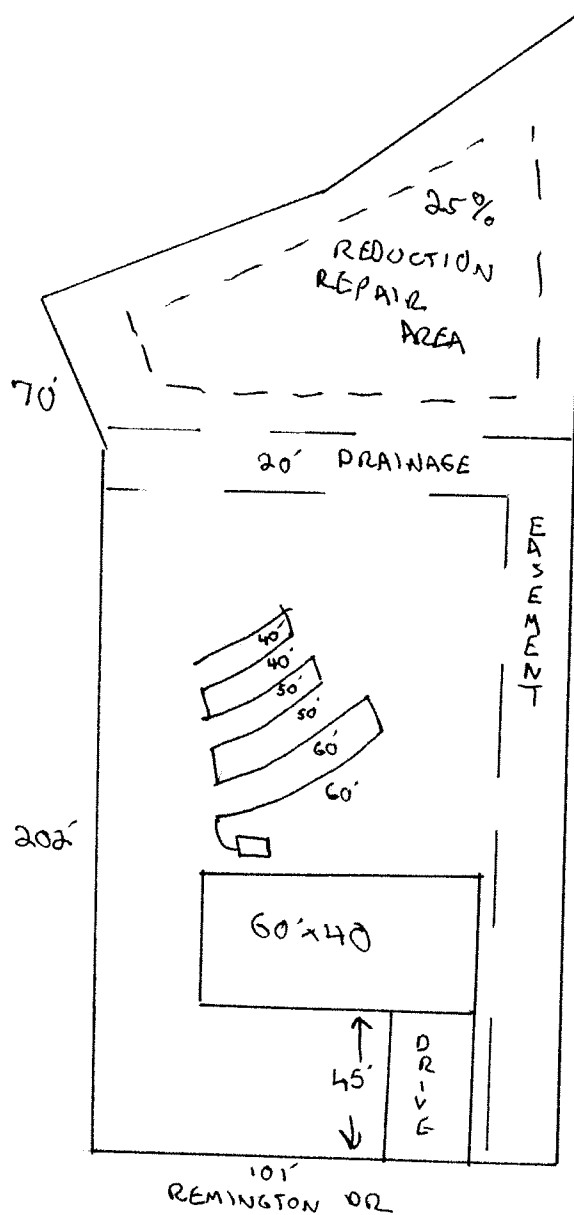 25%
REDUCTION
REPAIR
AREA
70'
20' DRAINAGE
EASEMENT
40'
40'
50'
50'
60'
60'
202'
60'x40
45'
DRIVE
101'
REMINGTON DR